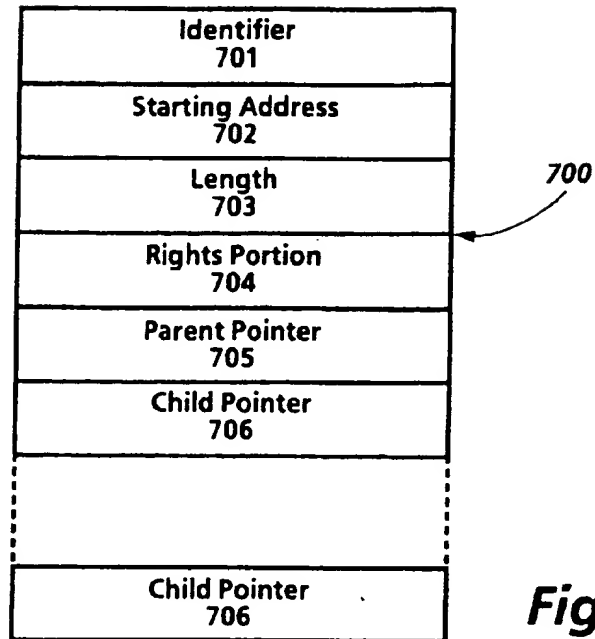 Identifier
701
Starting Address
702
Length
703
700
Rights Portion
704
Parent Pointer
705
Child Pointer
706
Child Pointer
706
Fig